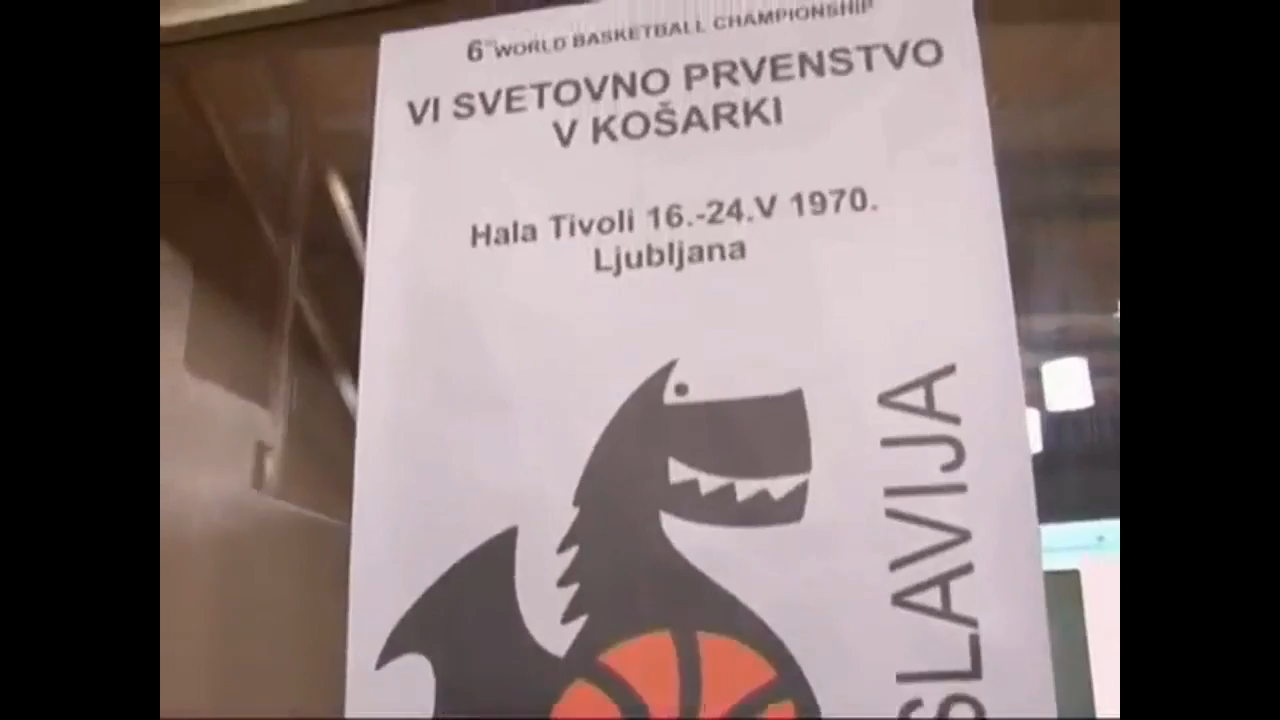 6TH WORLD BASKETBALL CHAMPIONSHIP
VI SVETOVNO PRVENSTVO
V KOŠARKI
Hala Tivoli 16.-24.V 1970.
Ljubljana
SLAVIJA